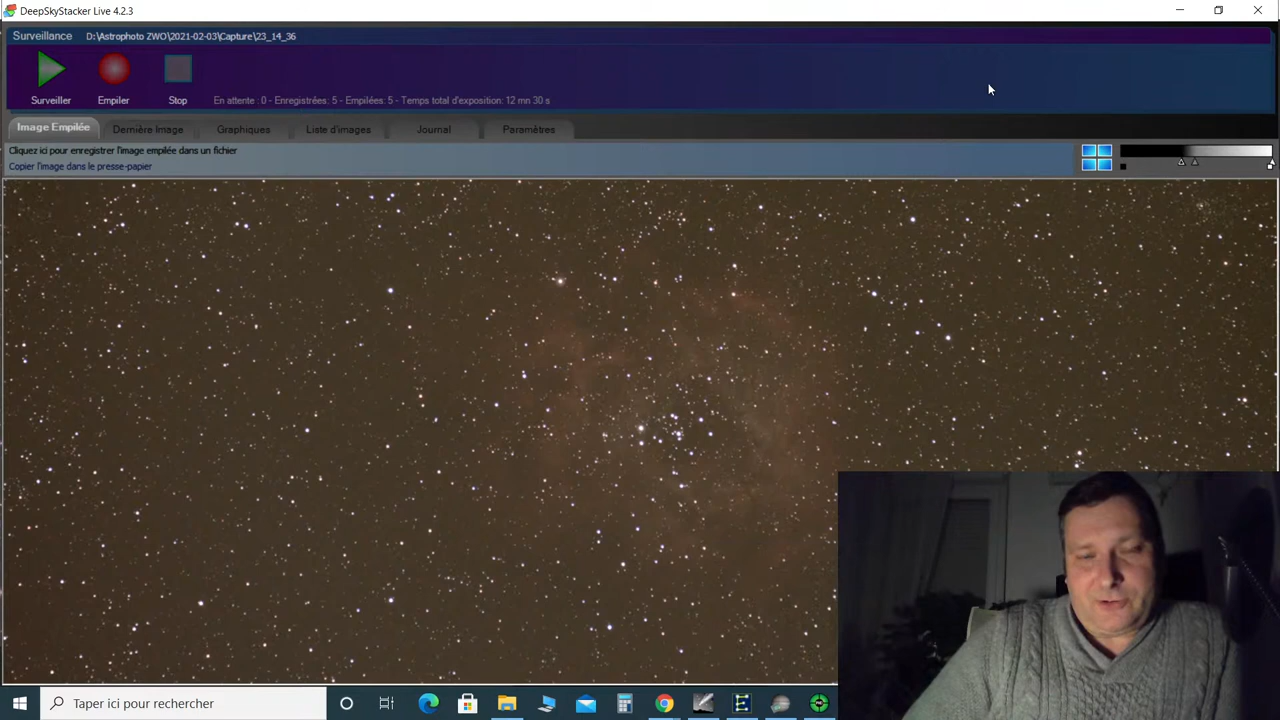 DeepSkyStacker Live 4.2.3
Surveillance D:\Astrophoto ZWO\2021-02-03\Capture\23_14_36
Surveiller Empiler Stop En attente : 0 - Enregistrées: 5 - Empilées: 5 - Temps total d'exposition: 12 mn 30 s
Image Empilée Dernière Image Graphiques Liste d'images Journal Paramètres
Cliquez ici pour enregistrer l'image empilée dans un fichier
Copier l'image dans le presse-papier
Taper ici pour rechercher